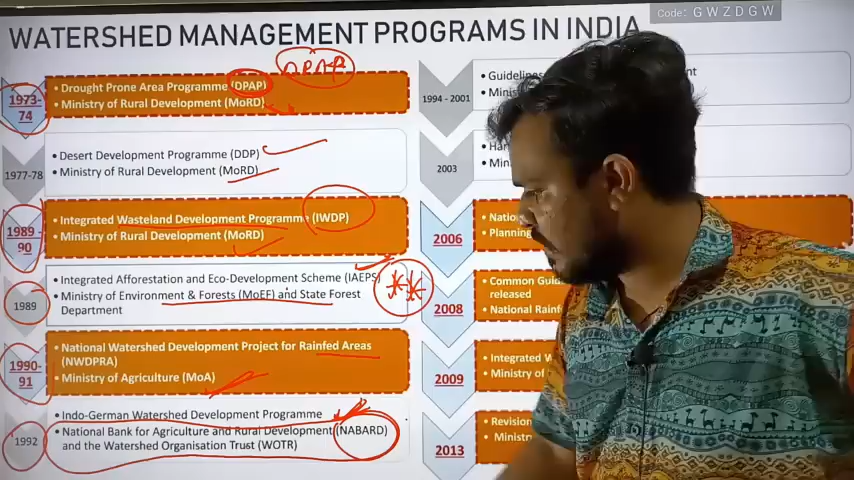 Code: G W Z D G W
WATERSHED MANAGEMENT PROGRAMS IN INDIA
DPAP
1973-
74
• Drought Prone Area Programme (DPAP)
• Ministry of Rural Development (MoRD)
1977-78
• Desert Development Programme (DDP)
• Ministry of Rural Development (MoRD)
1989 -
90
• Integrated Wasteland Development Programme (IWDP)
• Ministry of Rural Development (MoRD)
1989
• Integrated Afforestation and Eco-Development Scheme (IAEPS)
• Ministry of Environment & Forests (MoEF) and State Forest
Department
1990-
91
• National Watershed Development Project for Rainfed Areas
(NWDPRA)
• Ministry of Agriculture (MoA)
1992
• Indo-German Watershed Development Programme
• National Bank for Agriculture and Rural Development (NABARD)
and the Watershed Organisation Trust (WOTR)
1994 - 2001
• Guidelines
2003
2006
• Planning
2008
• Common
released
• National
2009
• Integrated
• Ministry of
2013
• Revision
• Ministry